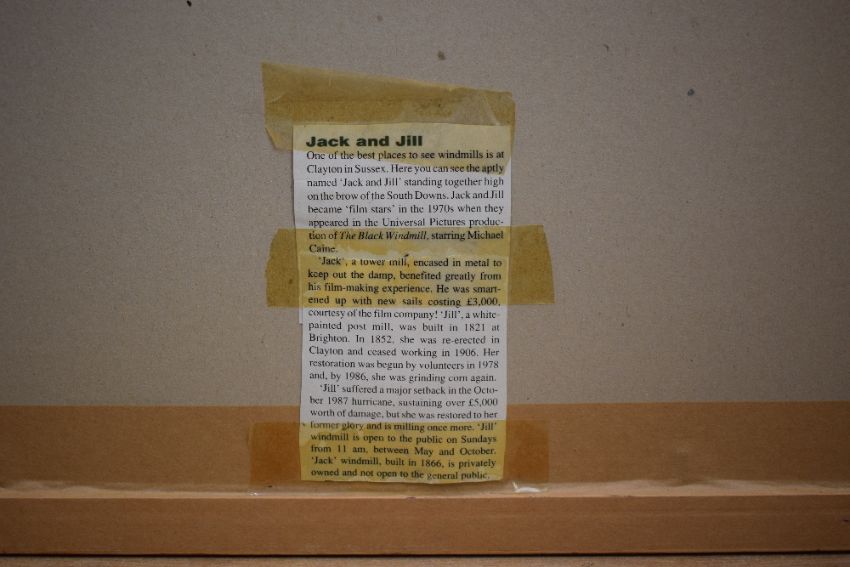 Jack and Jill
One of the best places to see windmills is at
Clayton in Sussex. Here you can see the aptly
named 'Jack and Jill' standing together high
on the brow of the South Downs. Jack and Jill
became 'film stars' in the 1970s when they
appeared in the Universal Pictures produc-
tion of The Black Windmill, starring Michael
Caine.
'Jack', a tower mill, encased in metal to
keep out the damp, benefited greatly from
his film-making experience. He was smart-
ened up with new sails costing £3,000,
courtesy of the film company! 'Jill', a white-
painted post mill, was built in 1821 at
Brighton. In 1852, she was re-erected in
Clayton and ceased working in 1906. Her
restoration was begun by volunteers in 1978
and, by 1986, she was grinding corn again.
'Jill' suffered a major setback in the Octo-
ber 1987 hurricane, sustaining over £5,000
worth of damage, but she was restored to her
former glory and is milling once more. 'Jill'
windmill is open to the public on Sundays
from 11 am, between May and October.
'Jack' windmill, built in 1866, is privately
owned and not open to the general public.